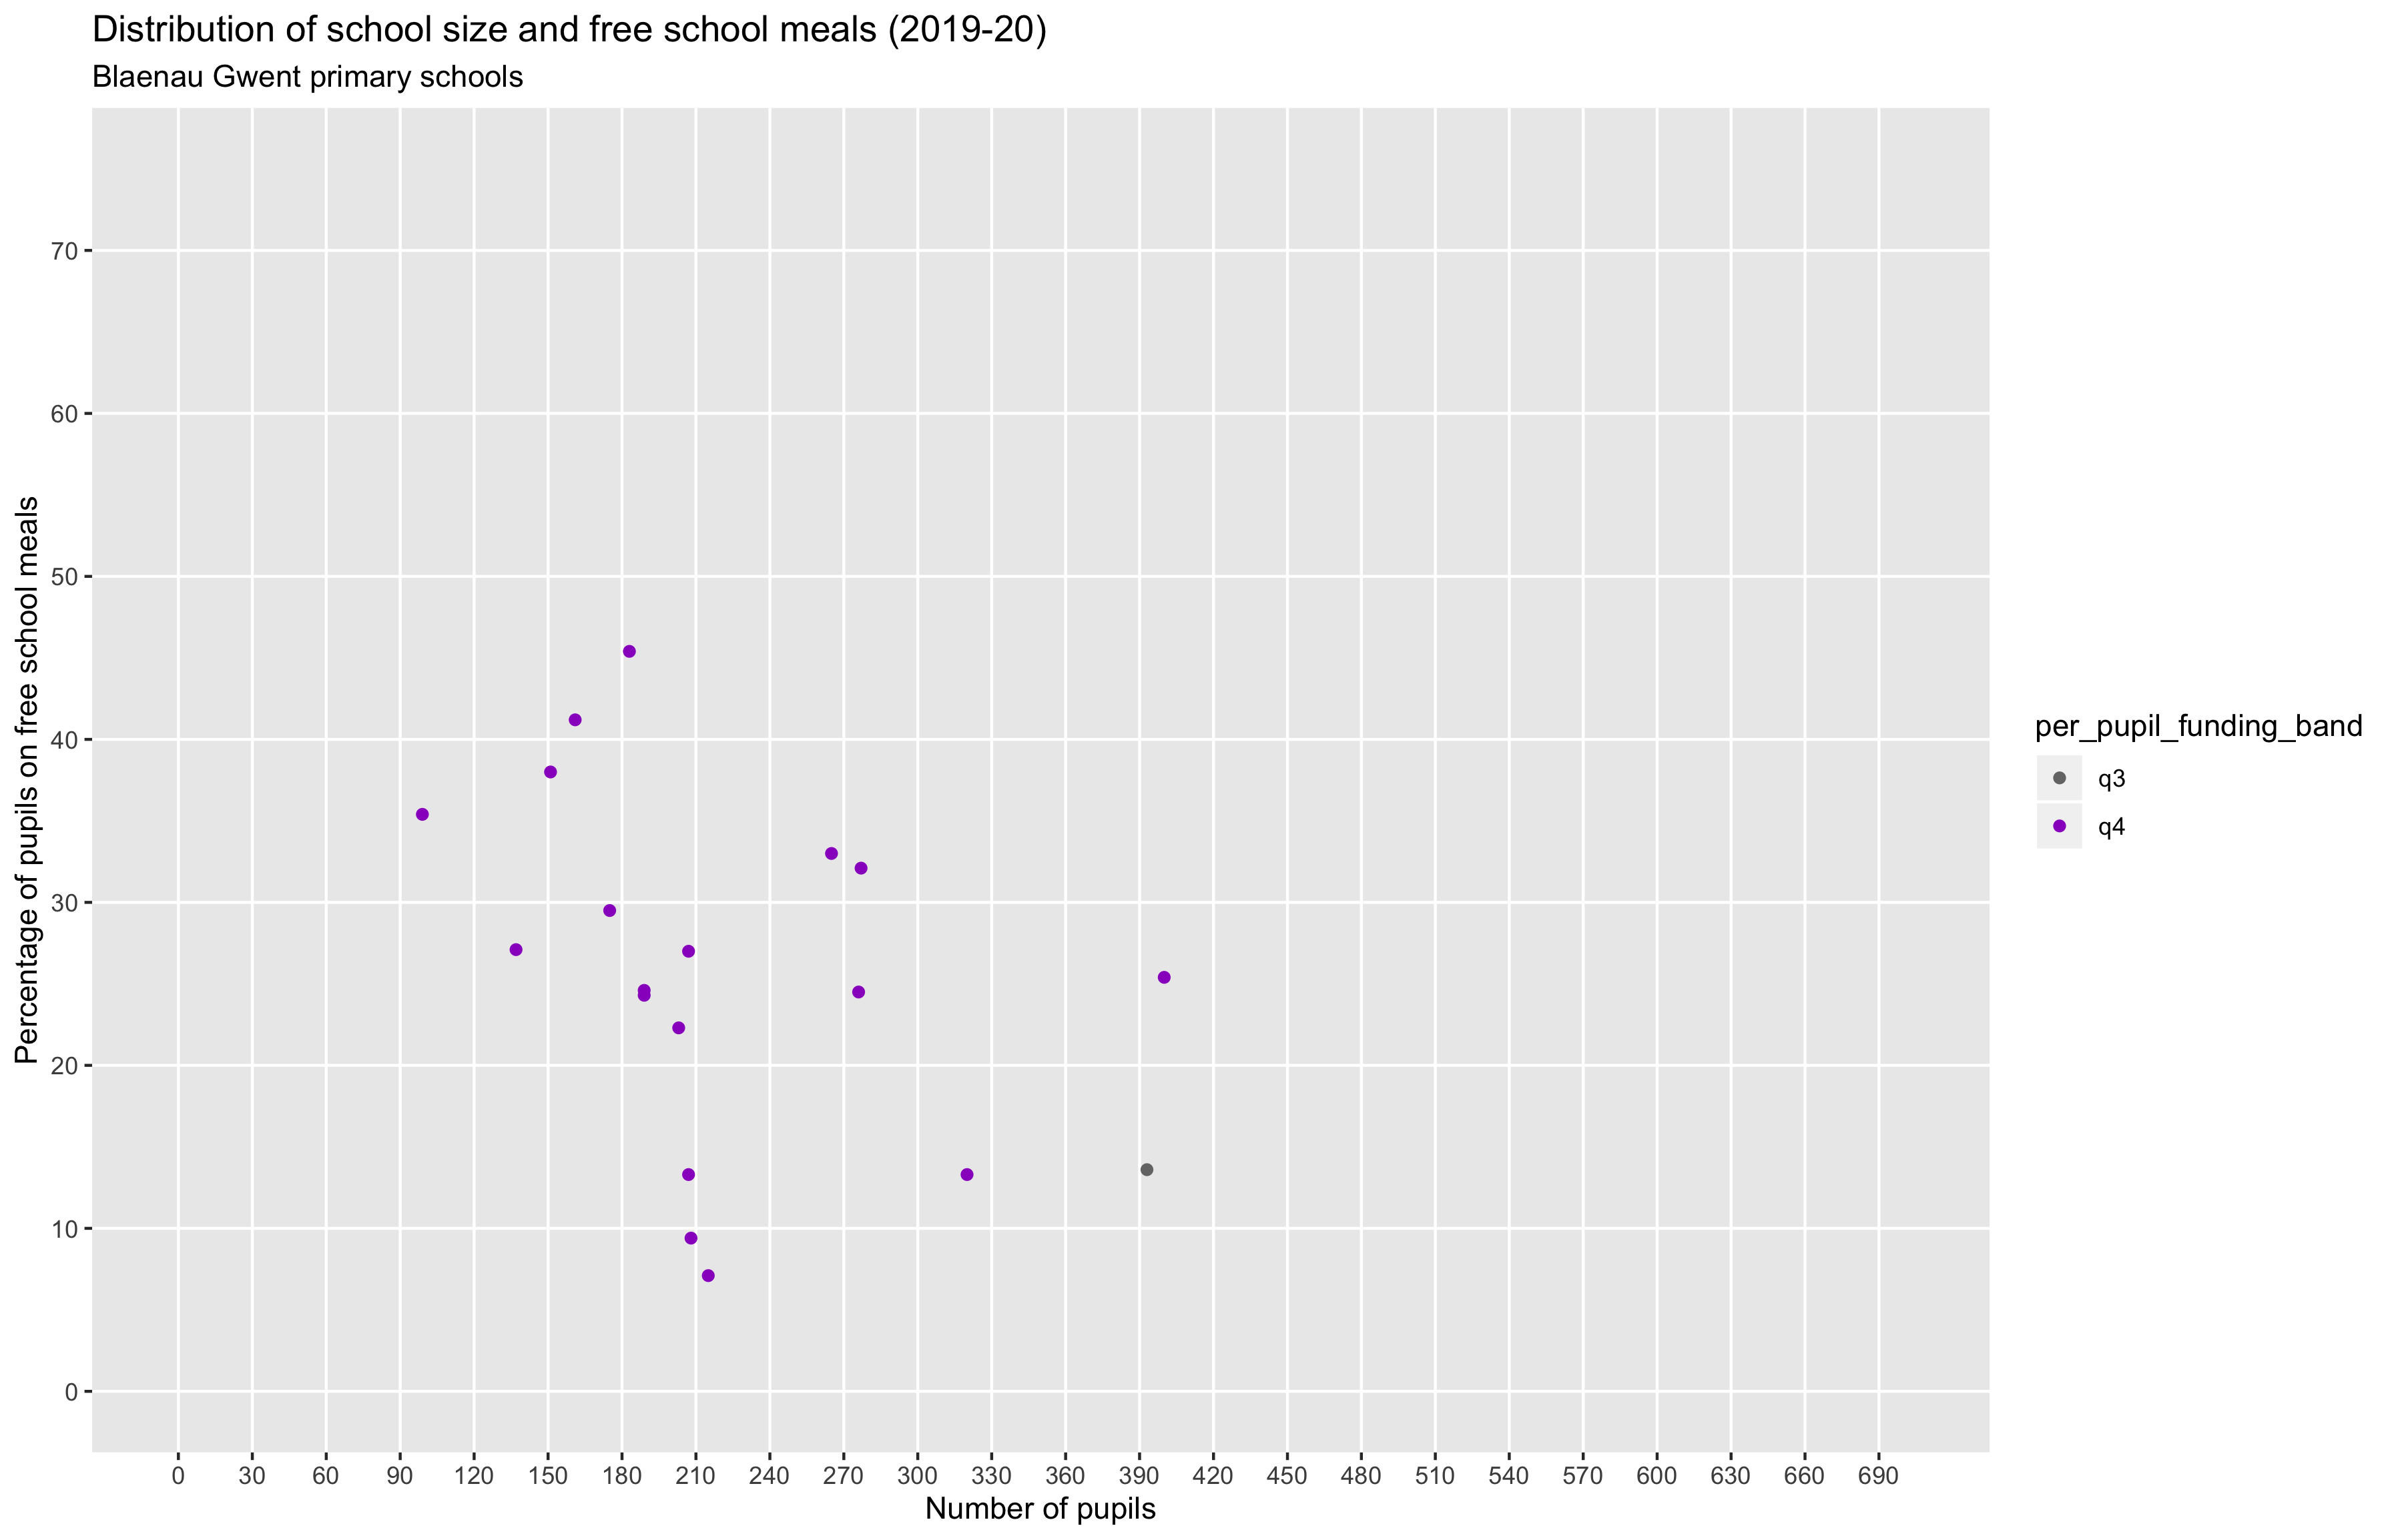 Distribution of school size and free school meals (2019-20)
Blaenau Gwent primary schools
Percentage of pupils on free school meals
70
60
50
40
30
20
10
0
0 30 60 90 120 150 180 210 240 270 300 330 360 390 420 450 480 510 540 570 600 630 660 690
Number of pupils
per_pupil_funding_band
q3
q4